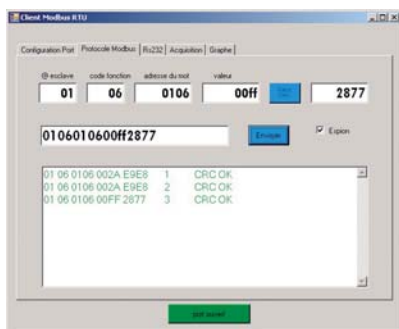 Client Modbus RTU
Configuration Port Protocole Modbus Rs232 Acquisition Graphe
@ esclave code fonction adresse du mot valeur
01 06 0106 00ff 2877
0106010600ff2877 Envoyer Espion
01 06 0106 002A E9E8 1 CRC OK
01 06 0106 002A E9E8 2 CRC OK
01 06 0106 00FF 2877 3 CRC OK
port ouvert